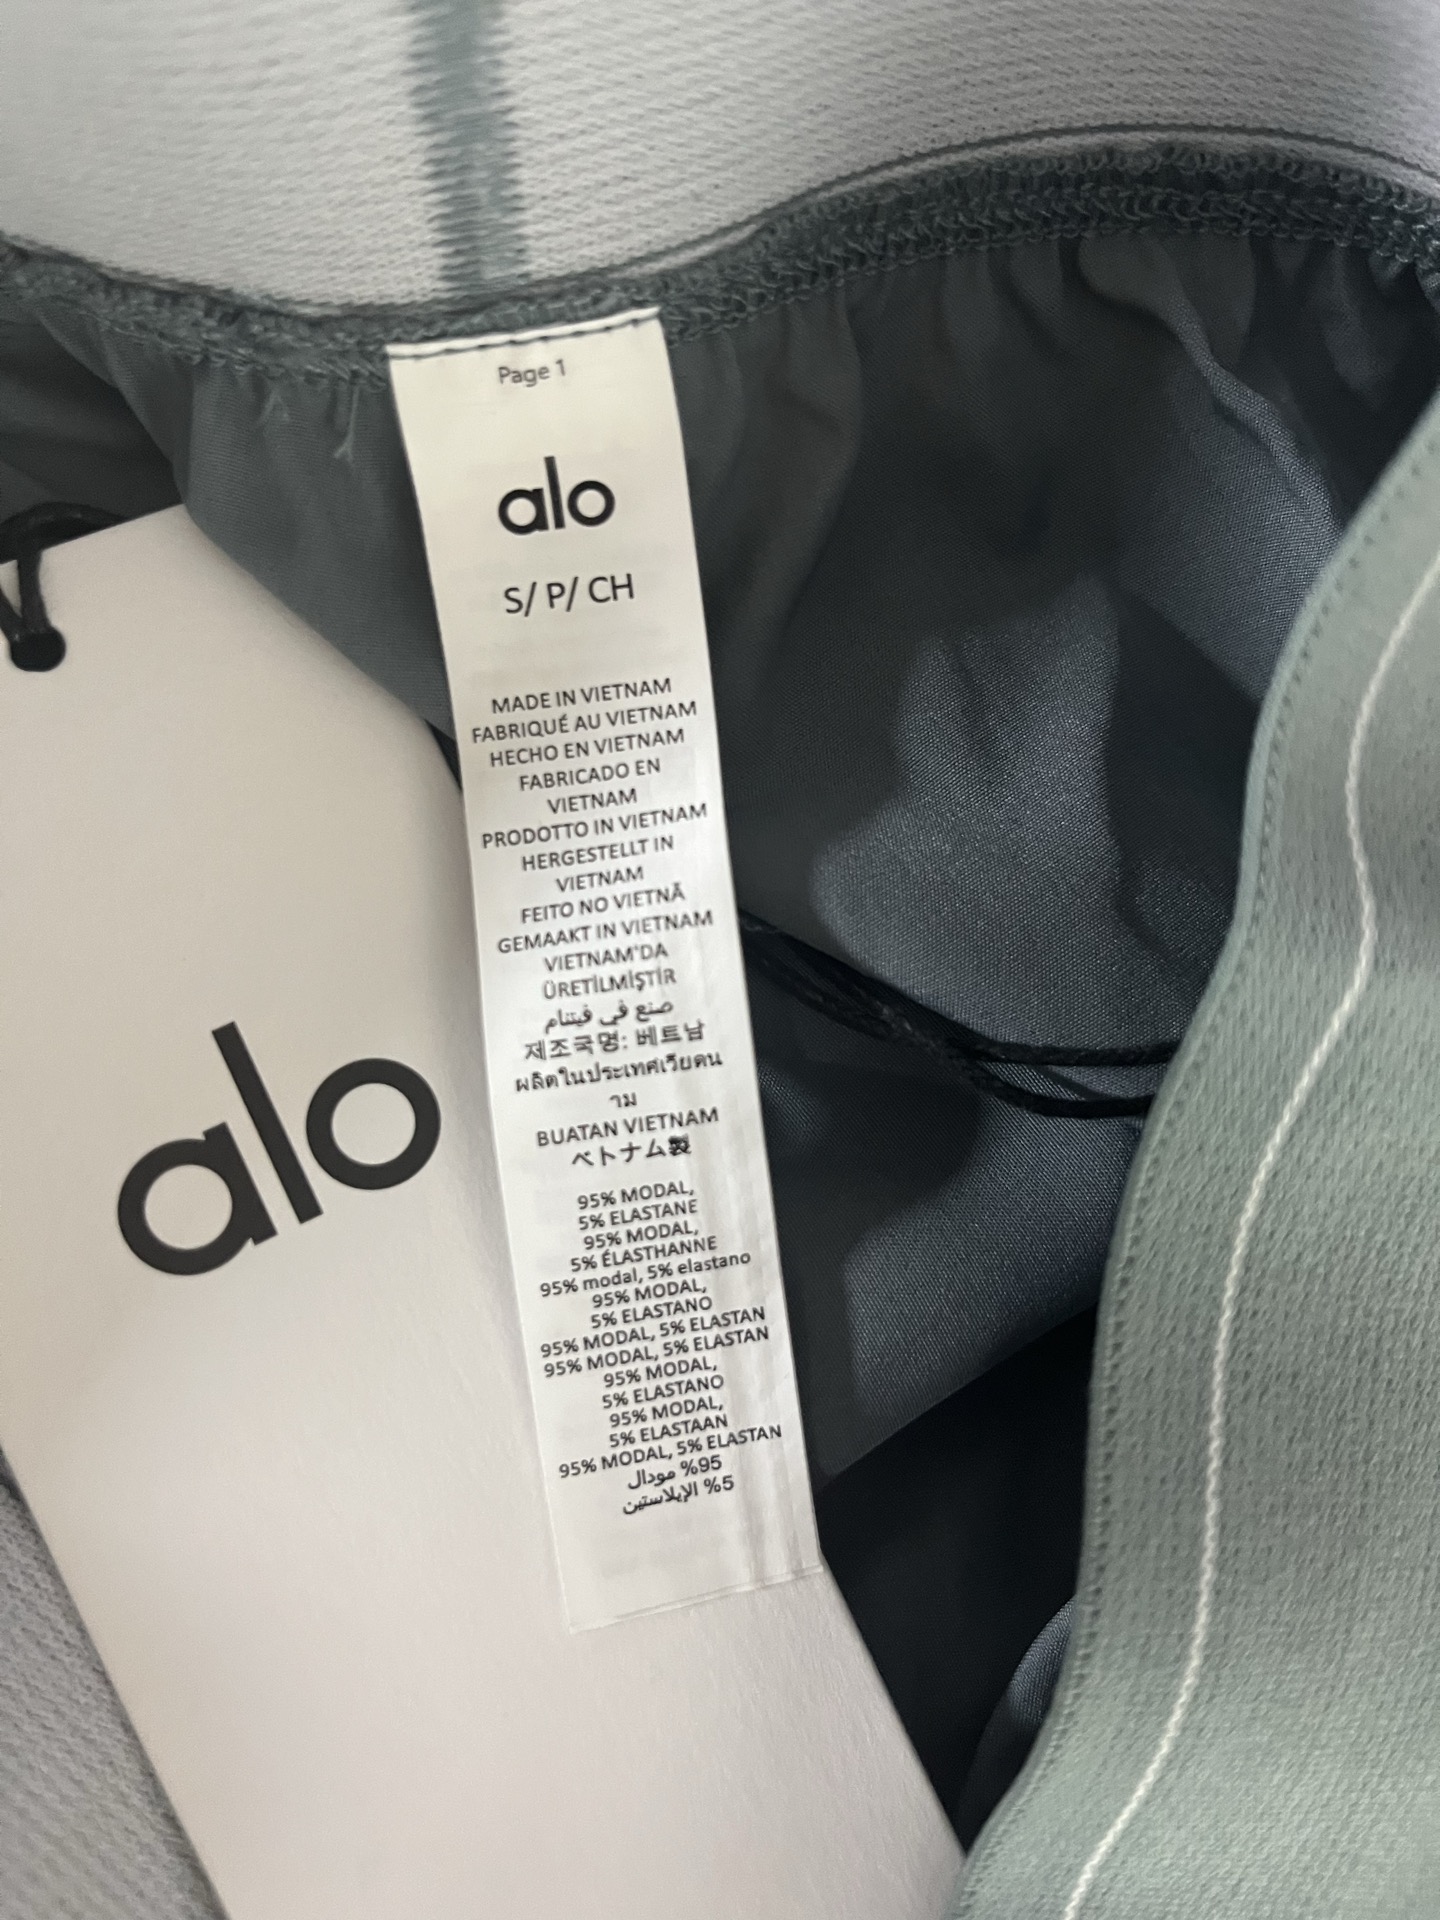 Page 1
alo
S/ P/ CH
MADE IN VIETNAM
FABRIQUÉ AU VIETNAM
HECHO EN VIETNAM
FABRICADO EN
VIETNAM
PRODOTTO IN VIETNAM
HERGESTELLT IN
VIETNAM
FEITO NO VIETNÃ
GEMAAKT IN VIETNAM
VIETNAM'DA
ÜRETİLMİŞTİR
صنع في فيتنام
제조국명: 베트남
ผลิตในประเทศเวียดน
าม
BUATAN VIETNAM
ベトナム製
95% MODAL,
5% ELASTANE
95% MODAL,
5% ÉLASTHANNE
95% modal, 5% elastano
95% MODAL,
5% ELASTANO
95% MODAL, 5% ELASTAN
95% MODAL, 5% ELASTAN
95% MODAL,
5% ELASTANO
95% MODAL,
5% ELASTAAN
95% MODAL, 5% ELASTAN
95% مودال
5% الإيلاستين
alo